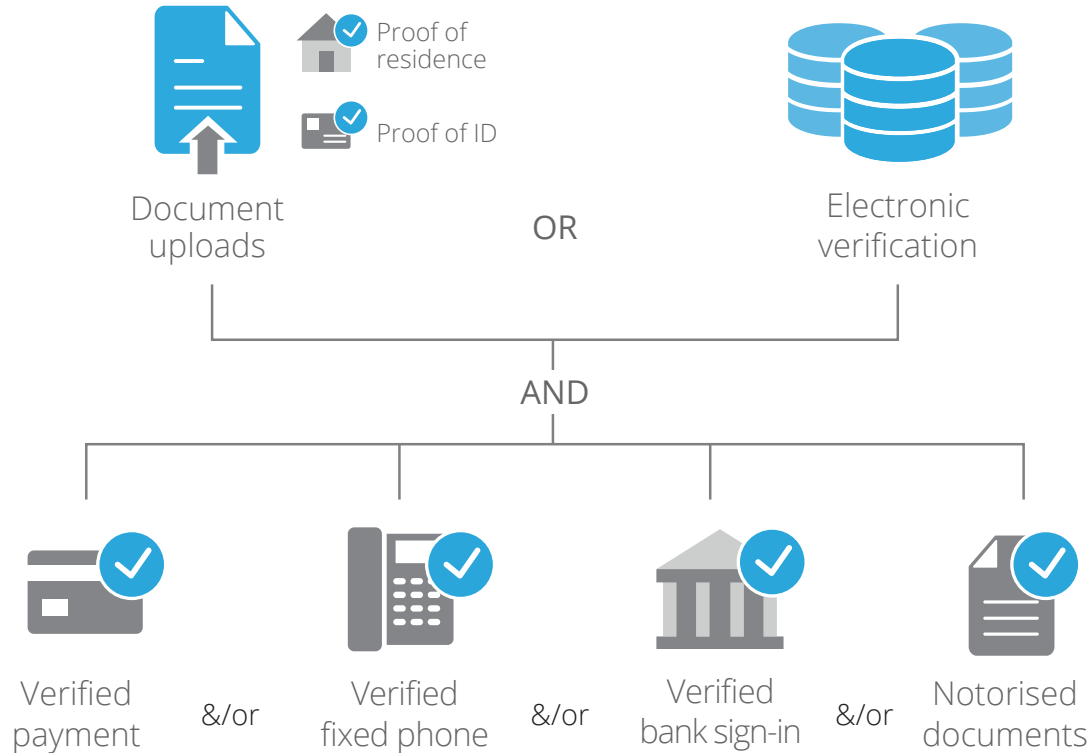 Proof of
residence
Proof of ID
Document
uploads
OR
Electronic
verification
AND
Verified
payment
&/or
Verified
fixed phone
&/or
Verified
bank sign-in
&/or
Notorised
documents